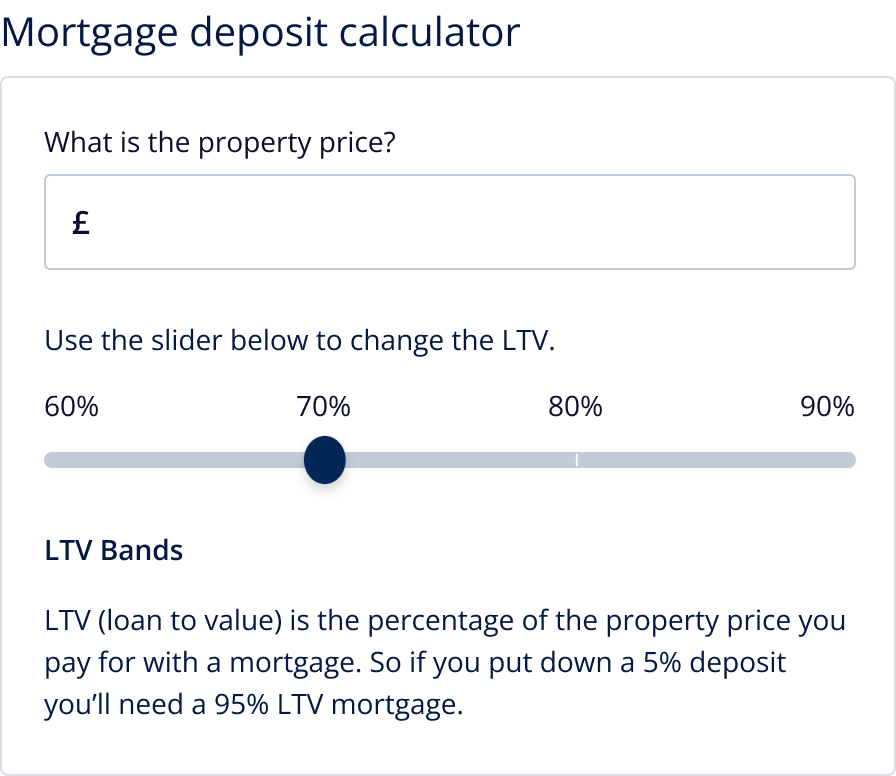 Mortgage deposit calculator
What is the property price?
£
Use the slider below to change the LTV.
60% 70% 80% 90%
LTV Bands
LTV (loan to value) is the percentage of the property price you
pay for with a mortgage. So if you put down a 5% deposit
you’ll need a 95% LTV mortgage.